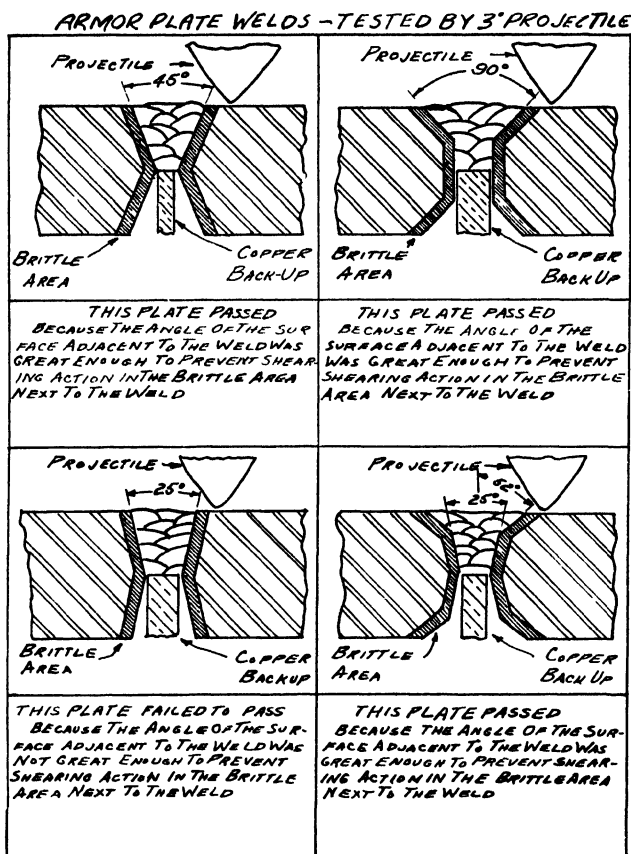 ARMOR PLATE WELDS - TESTED BY 3" PROJECTILE
PROJECTILE
45°
BRITTLE
AREA
COPPER
BACK-UP
THIS PLATE PASSED
BECAUSE THE ANGLE OF THE SUR
FACE ADJACENT TO THE WELD WAS
GREAT ENOUGH TO PREVENT SHEAR-
ING ACTION IN THE BRITTLE AREA
NEXT TO THE WELD
PROJECTILE
90°
BRITTLE
AREA
COPPER
BACK UP
THIS PLATE PASSED
BECAUSE THE ANGLE OF THE
SURFACE ADJACENT TO THE WELD
WAS GREAT ENOUGH TO PREVENT
SHEARING ACTION IN THE BRITTLE
AREA NEXT TO THE WELD
PROJECTILE
25°
BRITTLE
AREA
COPPER
BACKUP
THIS PLATE FAILED TO PASS
BECAUSE THE ANGLE OF THE SUR-
FACE ADJACENT TO THE WELD WAS
NOT GREAT ENOUGH TO PREVENT
SHEARING ACTION IN THE BRITTLE
AREA NEXT TO THE WELD
PROJECTILE
25°
BRITTLE
AREA
COPPER
BACK UP
THIS PLATE PASSED
BECAUSE THE ANGLE OF THE SUR-
FACE ADJACENT TO THE WELD WAS
GREAT ENOUGH TO PREVENT SHEAR-
ING ACTION IN THE BRITTLE AREA
NEXT TO THE WELD